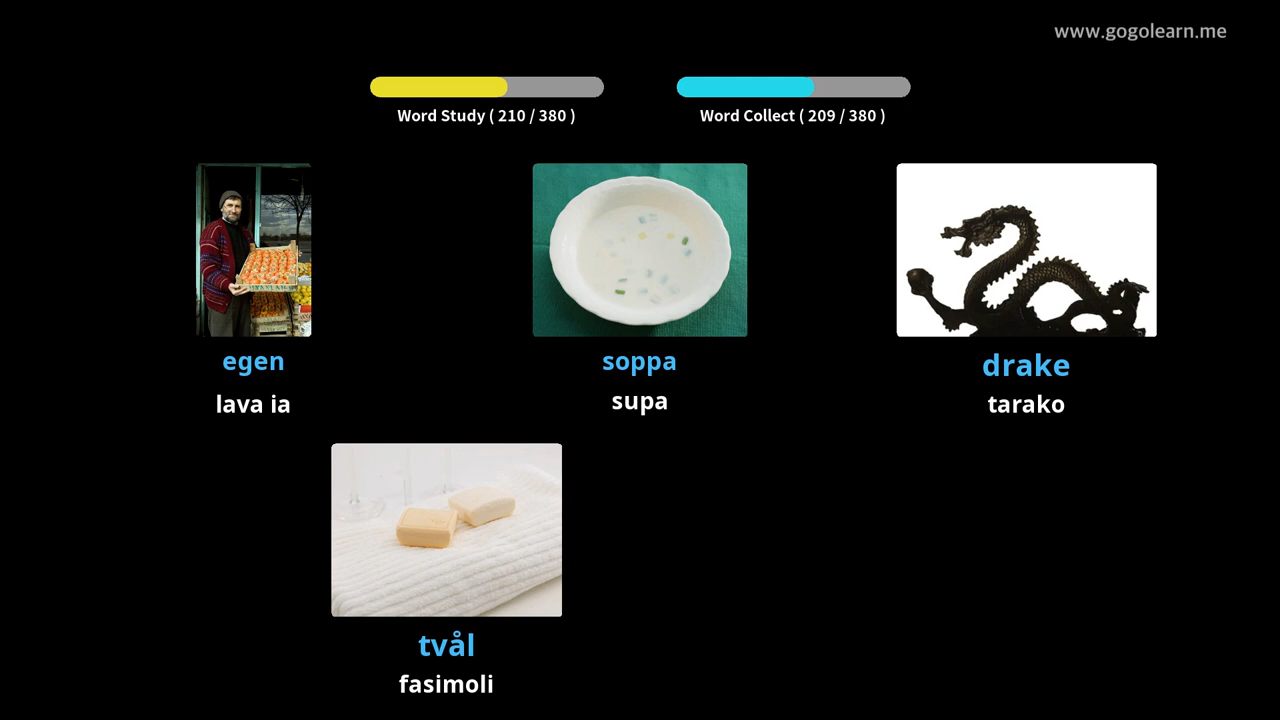 www.gogolearn.me
Word Study ( 210 / 380 )
Word Collect ( 209 / 380 )
egen
lava ia
soppa
supa
drake
tarako
tvål
fasimoli